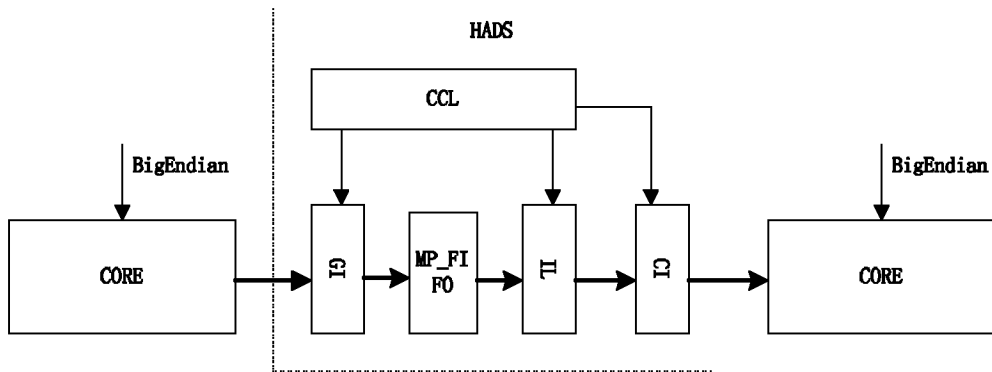 HADS
CCL
BigEndian
BigEndian
CORE
GI
MP_FI
FO
IL
CI
CORE